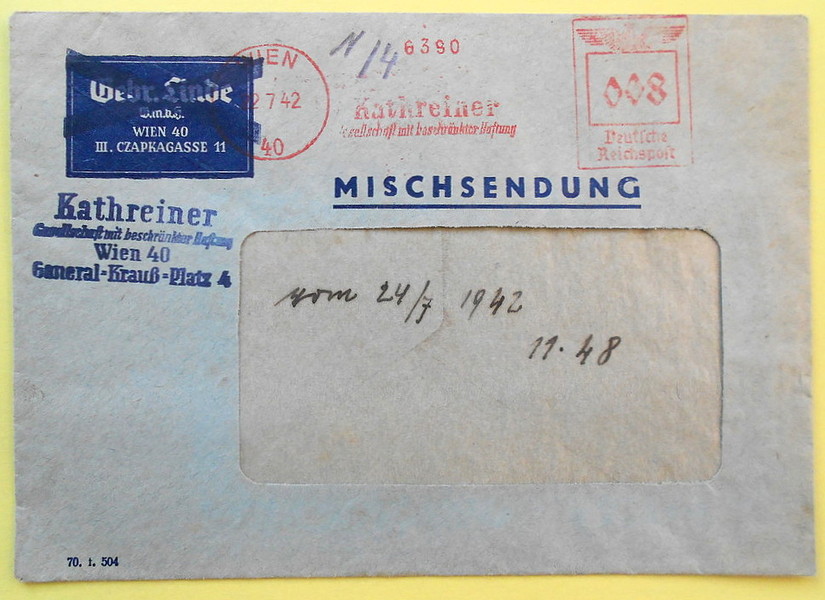 Gebr. Linde
G.m.b.H.
WIEN 40
III. CZAPKAGASSE 11
WIEN
2 7 42
40
N/4
6390
Kathreiner
Gesellschaft mit beschränkter Haftung
008
Deutsche
Reichspost
MISCHSENDUNG
Kathreiner
Gesellschaft mit beschränkter Haftung
Wien 40
General-Krauß-Platz 4
vom 24/7 1942
11.48
70. 1. 504